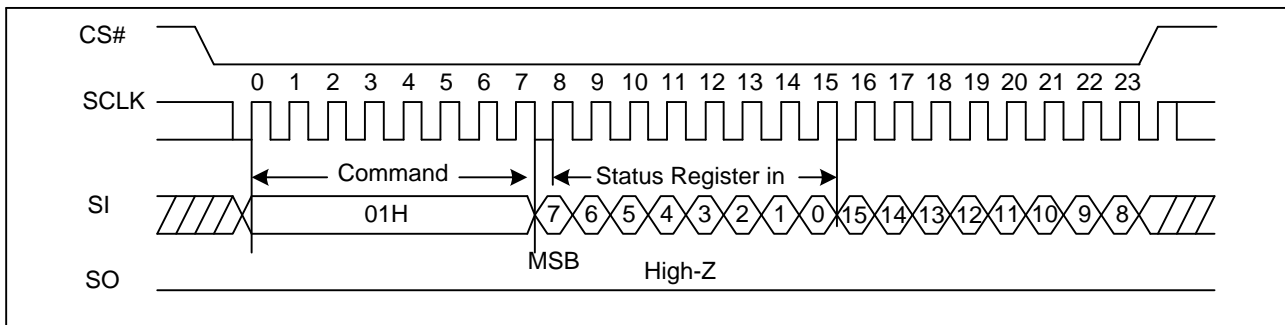 CS#
0 1 2 3 4 5 6 7 8 9 10 11 12 13 14 15 16 17 18 19 20 21 22 23
SCLK
Command Status Register in
SI 01H 7 6 5 4 3 2 1 0 15 14 13 12 11 10 9 8
MSB High-Z
SO